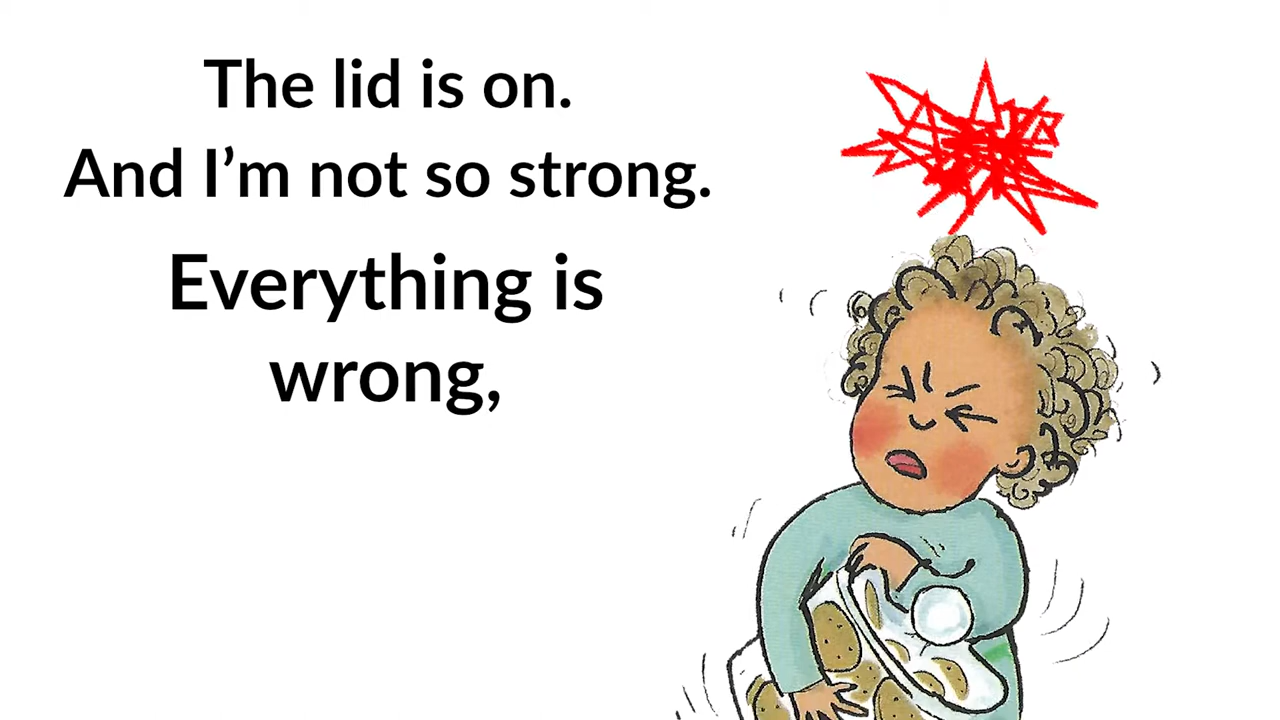 The lid is on.
And I’m not so strong.
Everything is
wrong,